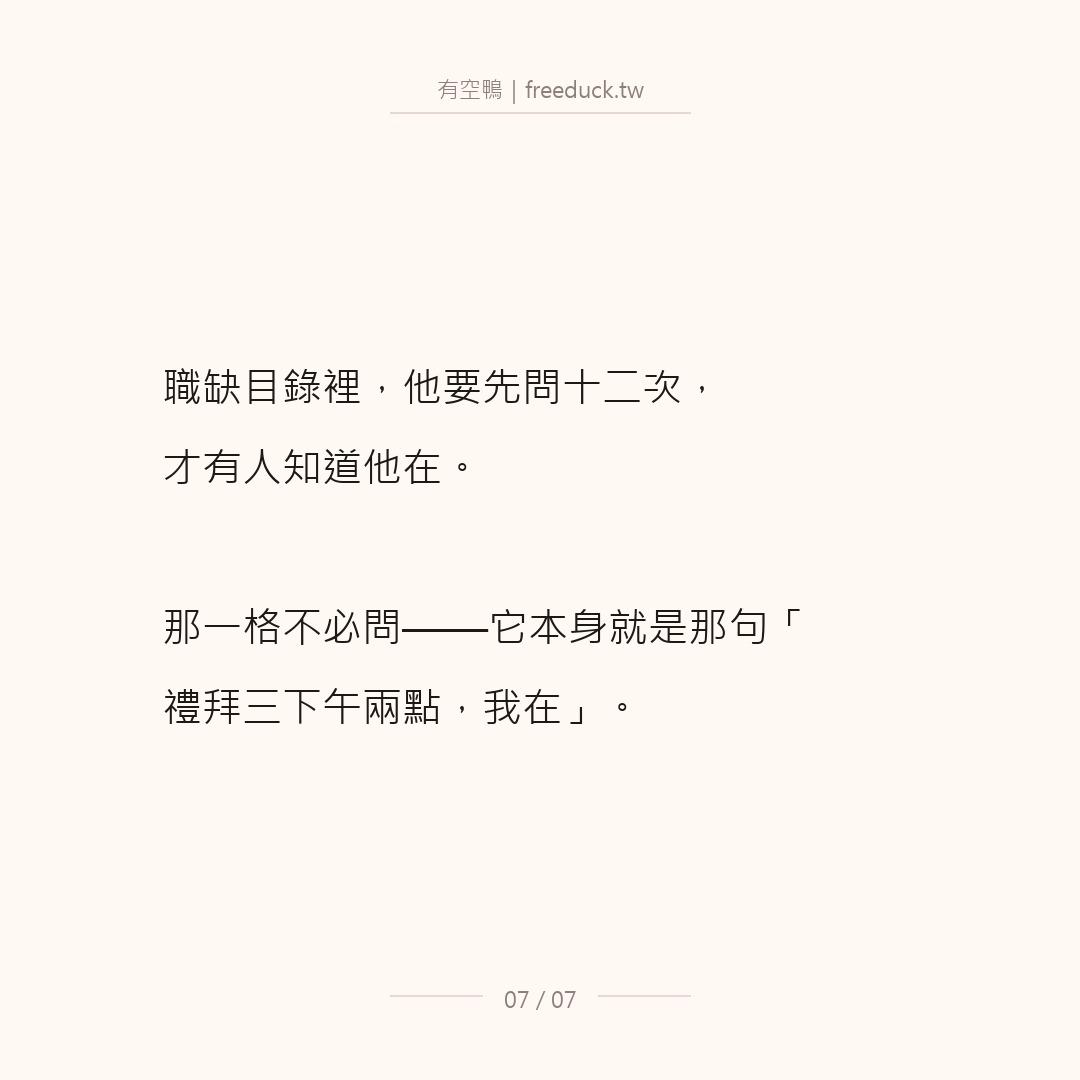 有空鴨｜freeduck.tw
職缺目錄裡，他要先問十二次，
才有人知道他在。
那一格不必問——它本身就是那句「
禮拜三下午兩點，我在」。
07 / 07